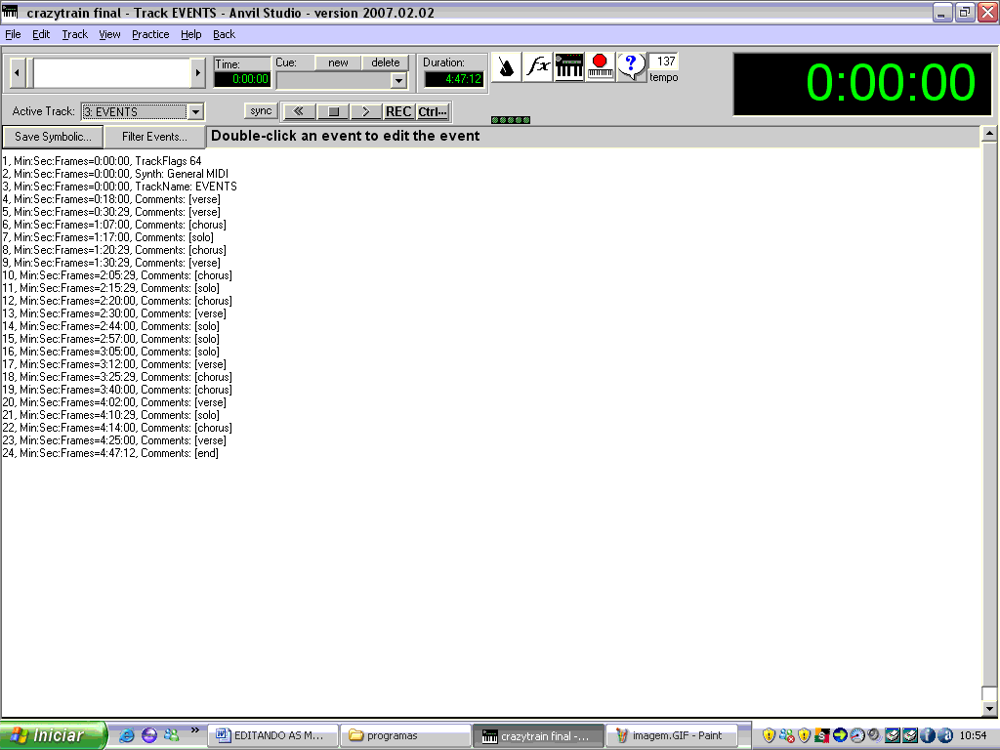 crazytrain final - Track EVENTS - Anvil Studio - version 2007.02.02
File Edit Track View Practice Help Back
Time: Cue: new delete Duration: 137
0:00:00 4:47:12 tempo
fx ?
0:00:00
Active Track: 3: EVENTS sync REC Ctrl---
Save Symbolic... Filter Events... Double-click an event to edit the event
1, Min:Sec:Frames=0:00:00, TrackFlags 64
2, Min:Sec:Frames=0:00:00, Synth: General MIDI
3, Min:Sec:Frames=0:00:00, TrackName: EVENTS
4, Min:Sec:Frames=0:18:00, Comments: [verse]
5, Min:Sec:Frames=0:30:29, Comments: [verse]
6, Min:Sec:Frames=1:07:00, Comments: [chorus]
7, Min:Sec:Frames=1:17:00, Comments: [solo]
8, Min:Sec:Frames=1:20:29, Comments: [chorus]
9, Min:Sec:Frames=1:30:29, Comments: [verse]
10, Min:Sec:Frames=2:05:29, Comments: [chorus]
11, Min:Sec:Frames=2:15:29, Comments: [solo]
12, Min:Sec:Frames=2:20:00, Comments: [chorus]
13, Min:Sec:Frames=2:30:00, Comments: [verse]
14, Min:Sec:Frames=2:44:00, Comments: [solo]
15, Min:Sec:Frames=2:57:00, Comments: [solo]
16, Min:Sec:Frames=3:05:00, Comments: [solo]
17, Min:Sec:Frames=3:12:00, Comments: [verse]
18, Min:Sec:Frames=3:25:29, Comments: [chorus]
19, Min:Sec:Frames=3:40:00, Comments: [chorus]
20, Min:Sec:Frames=4:02:00, Comments: [verse]
21, Min:Sec:Frames=4:10:29, Comments: [solo]
22, Min:Sec:Frames=4:14:00, Comments: [chorus]
23, Min:Sec:Frames=4:25:00, Comments: [verse]
24, Min:Sec:Frames=4:47:12, Comments: [end]
Iniciar » EDITANDO AS M... programas crazytrain final -... imagem.GIF - Paint 10:54